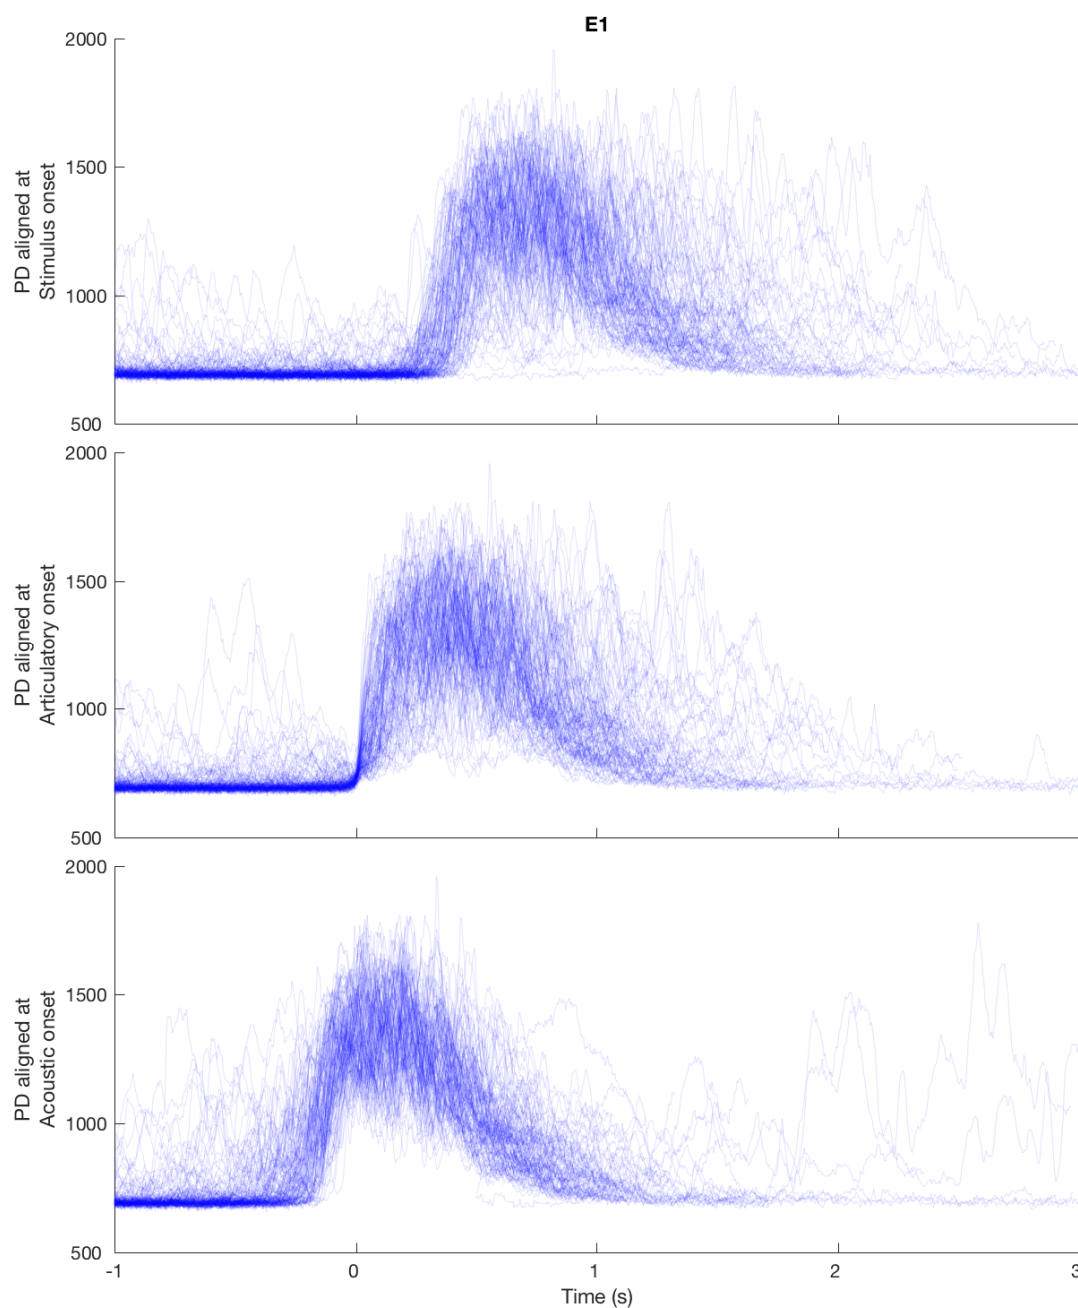 E1
2000
1500
1000
500
PD aligned at
Stimulus onset
2000
1500
1000
500
PD aligned at
Articulatory onset
2000
1500
1000
500
PD aligned at
Acoustic onset
-1 0 1 2 3
Time (s)